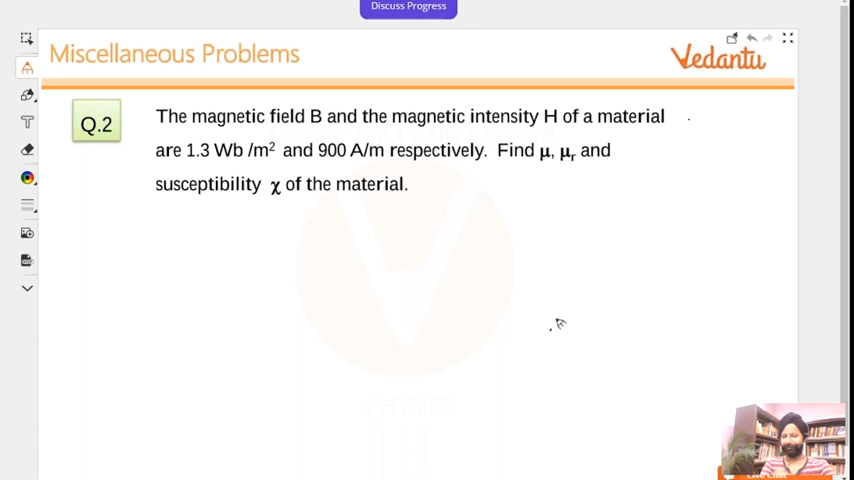 Discuss Progress
Miscellaneous Problems
Vedantu
Q.2
The magnetic field B and the magnetic intensity H of a material
are 1.3 Wb /m² and 900 A/m respectively. Find μ, μᵣ and
susceptibility χ of the material.
PHYSICS